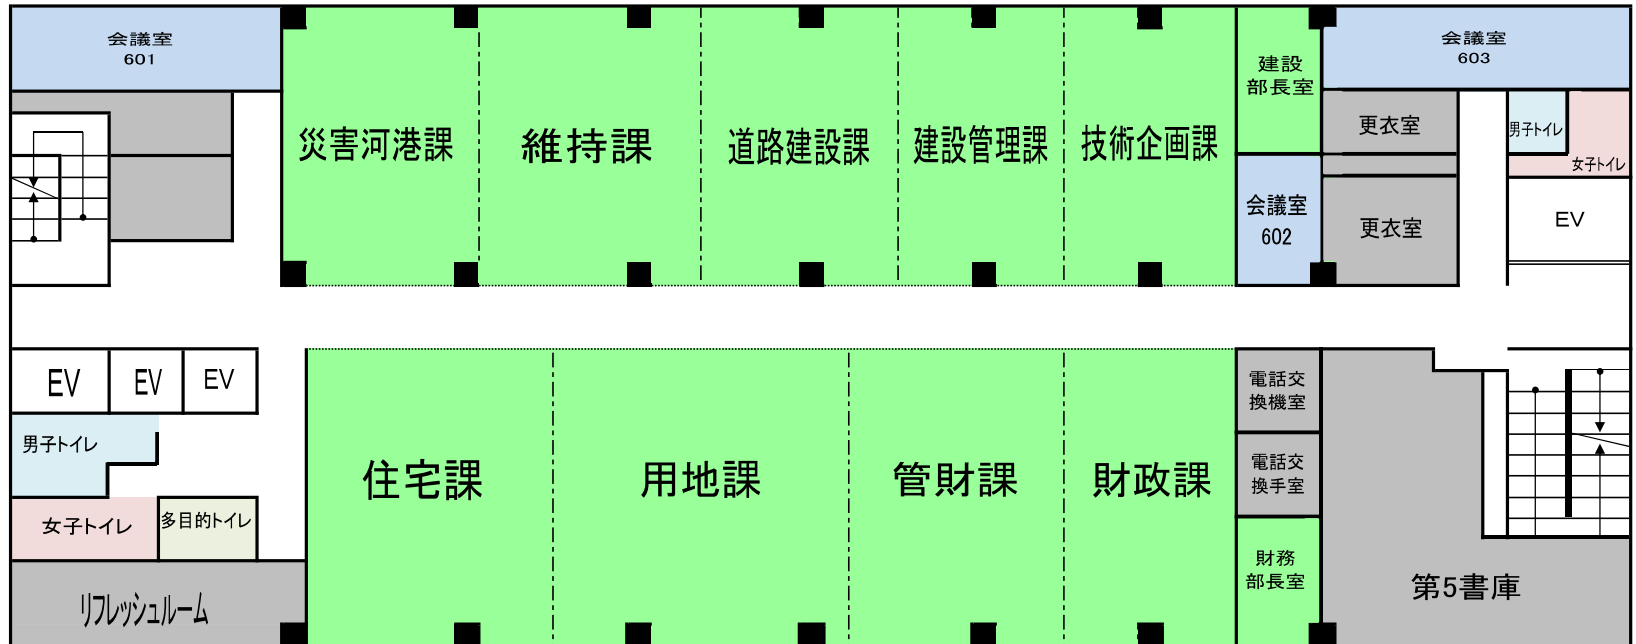 会議室
601
災害河港課
維持課
道路建設課
建設管理課
技術企画課
建設
部長室
会議室
602
会議室
603
更衣室
更衣室
男子トイレ
女子トイレ
EV
EV
EV
EV
男子トイレ
女子トイレ
多目的トイレ
リフレッシュルーム
住宅課
用地課
管財課
財政課
電話交
換機室
電話交
換手室
財務
部長室
第5書庫